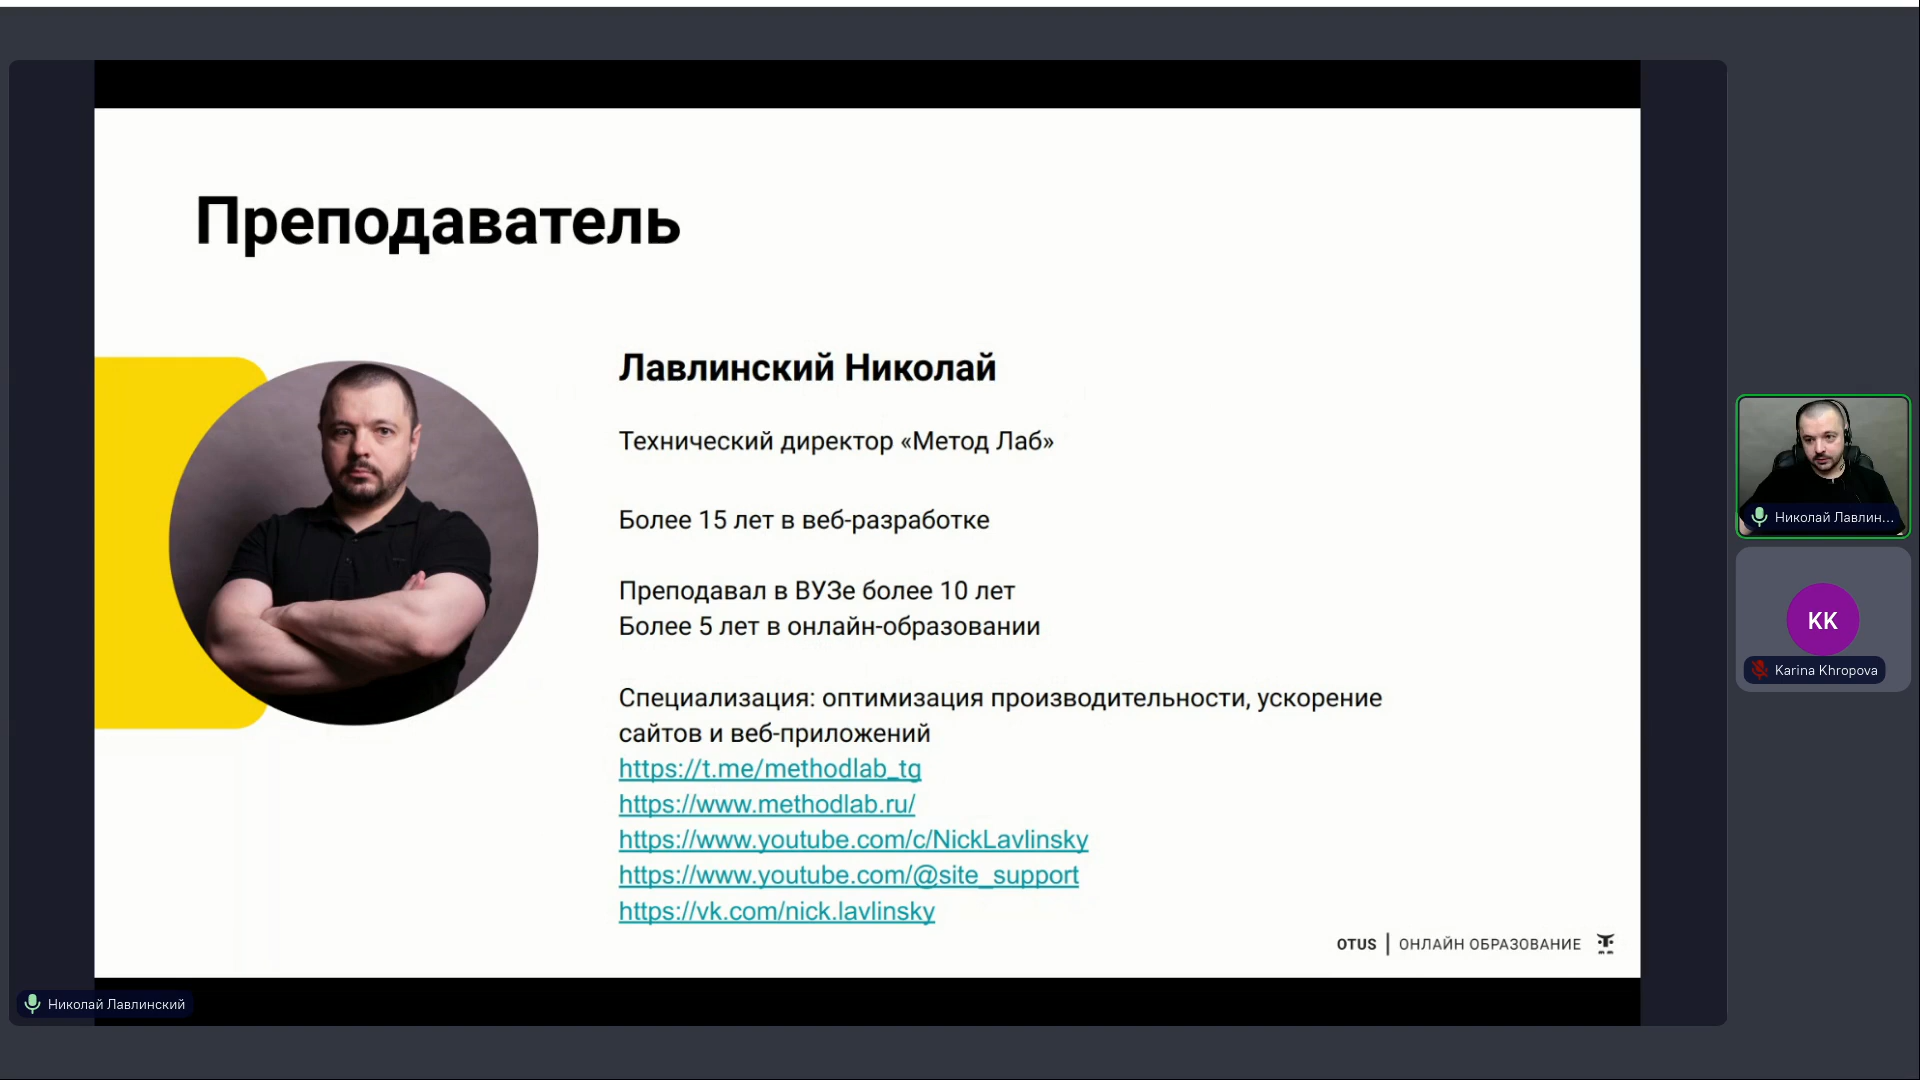 Преподаватель
Лавлинский Николай
Технический директор «Метод Лаб»
Более 15 лет в веб-разработке
Преподавал в ВУЗе более 10 лет
Более 5 лет в онлайн-образовании
Специализация: оптимизация производительности, ускорение
сайтов и веб-приложений
https://t.me/methodlab_tg
https://www.methodlab.ru/
https://www.youtube.com/c/NickLavlinsky
https://www.youtube.com/@site_support
https://vk.com/nick.lavlinsky
OTUS | ОНЛАЙН ОБРАЗОВАНИЕ
Николай Лавлинский
Николай Лавлин...
KK
Karina Khropova